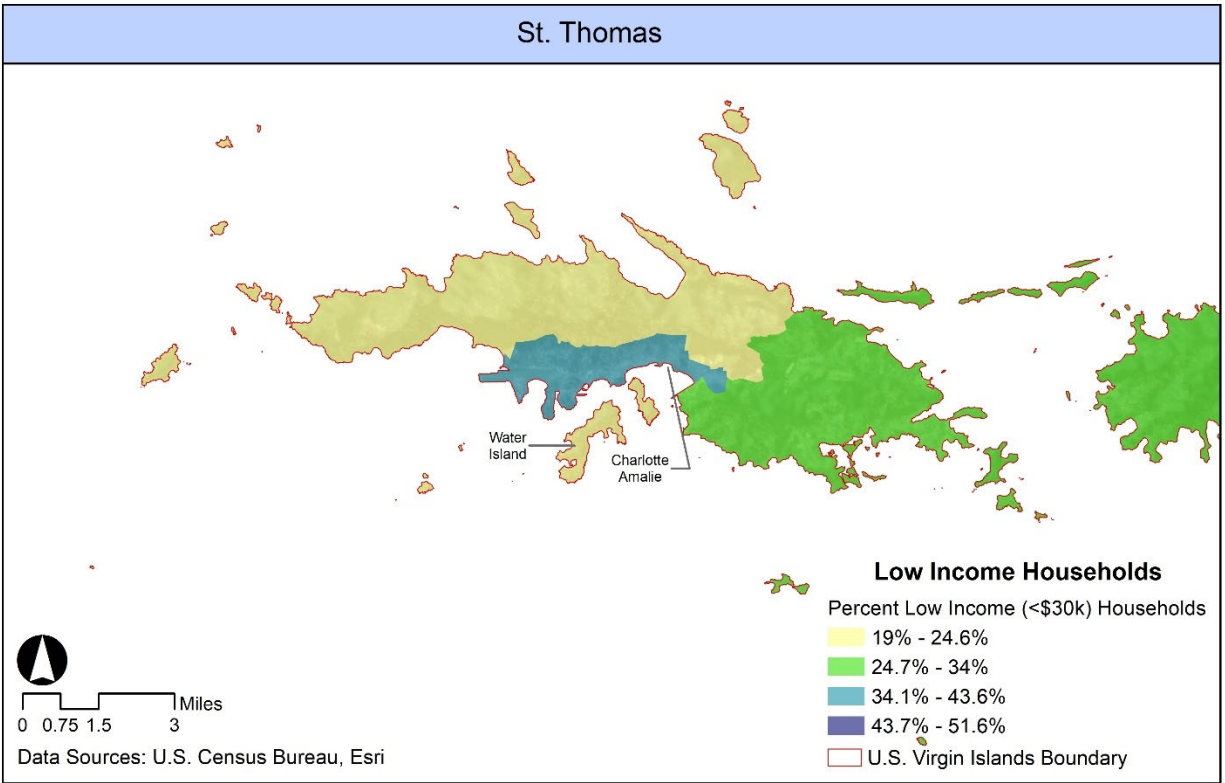 St. Thomas
Water
Island
Charlotte
Amalie
Low Income Households
Percent Low Income (<$30k) Households
19% - 24.6%
24.7% - 34%
34.1% - 43.6%
43.7% - 51.6%
U.S. Virgin Islands Boundary
Miles
0 0.75 1.5 3
Data Sources: U.S. Census Bureau, Esri